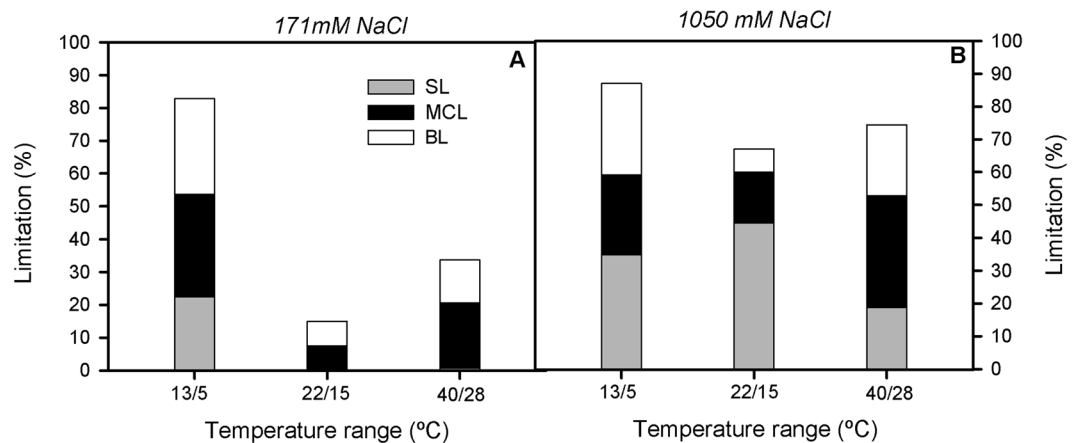 171mM NaCl
1050 mM NaCl
A
B
SL
MCL
BL
Limitation (%)
100
90
80
70
60
50
40
30
20
10
0
13/5
22/15
40/28
Temperature range (ºC)
13/5
22/15
40/28
Temperature range (ºC)
100
90
80
70
60
50
40
30
20
10
0
Limitation (%)